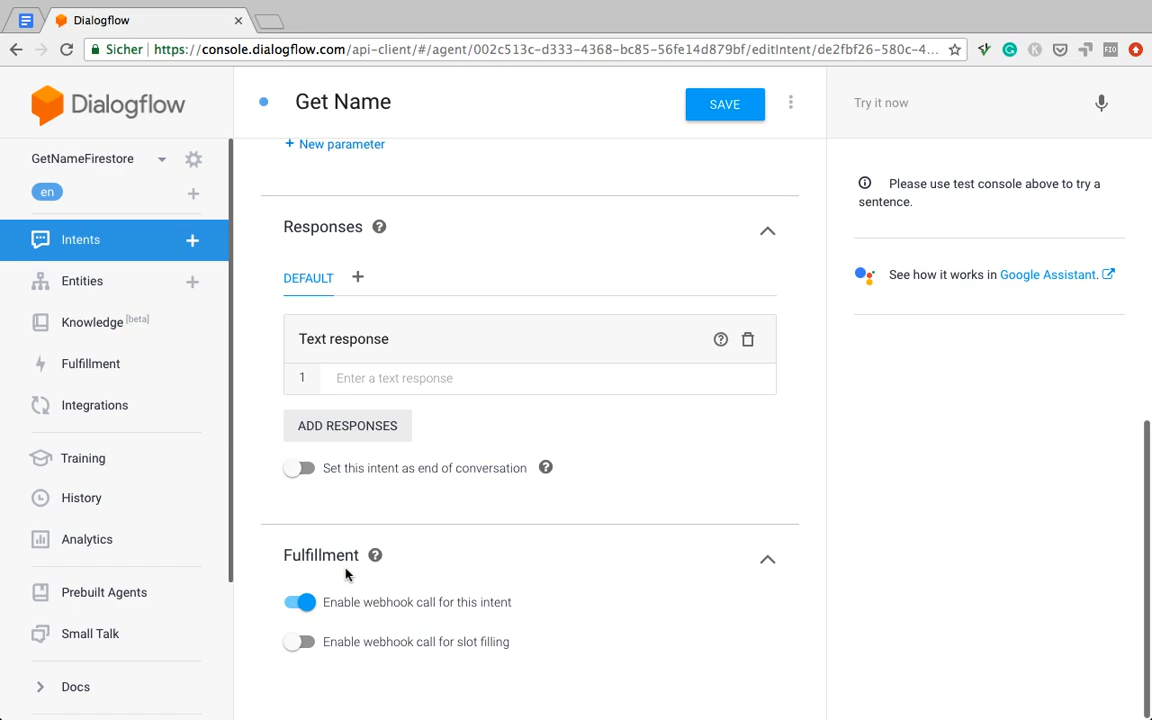 Dialogflow
Sicher | https://console.dialogflow.com/api-client/#/agent/002c513c-d333-4368-bc85-56fe14d879bf/editIntent/de2fbf26-580c-4...
FIO
Dialogflow
Get Name
SAVE
Try it now
GetNameFirestore
en
Intents
Entities
Knowledge [beta]
Fulfillment
Integrations
Training
History
Analytics
Prebuilt Agents
Small Talk
Docs
+ New parameter
Responses
DEFAULT
Text response
1 Enter a text response
ADD RESPONSES
Set this intent as end of conversation
Fulfillment
Enable webhook call for this intent
Enable webhook call for slot filling
Please use test console above to try a
sentence.
See how it works in Google Assistant.